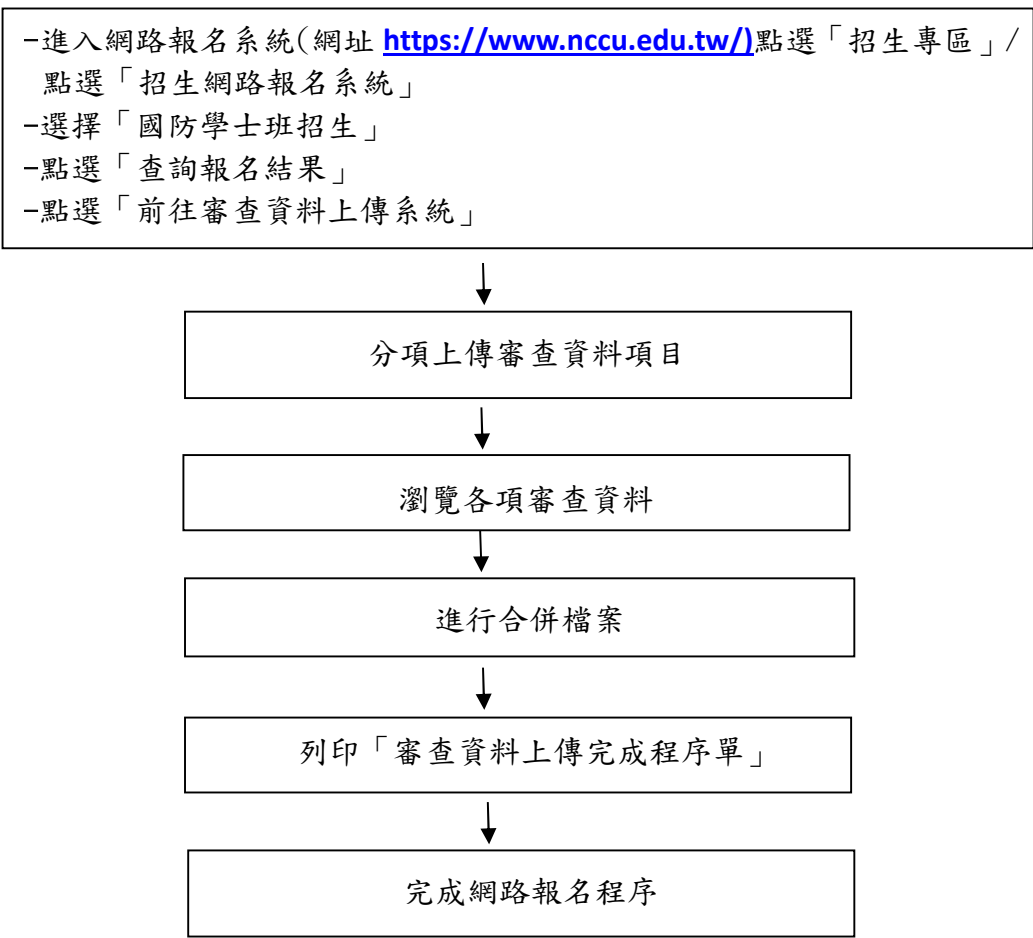 -進入網路報名系統(網址 https://www.nccu.edu.tw/)點選「招生專區」/
點選「招生網路報名系統」
-選擇「國防學士班招生」
-點選「查詢報名結果」
-點選「前往審查資料上傳系統」
分項上傳審查資料項目
瀏覽各項審查資料
進行合併檔案
列印「審查資料上傳完成程序單」
完成網路報名程序